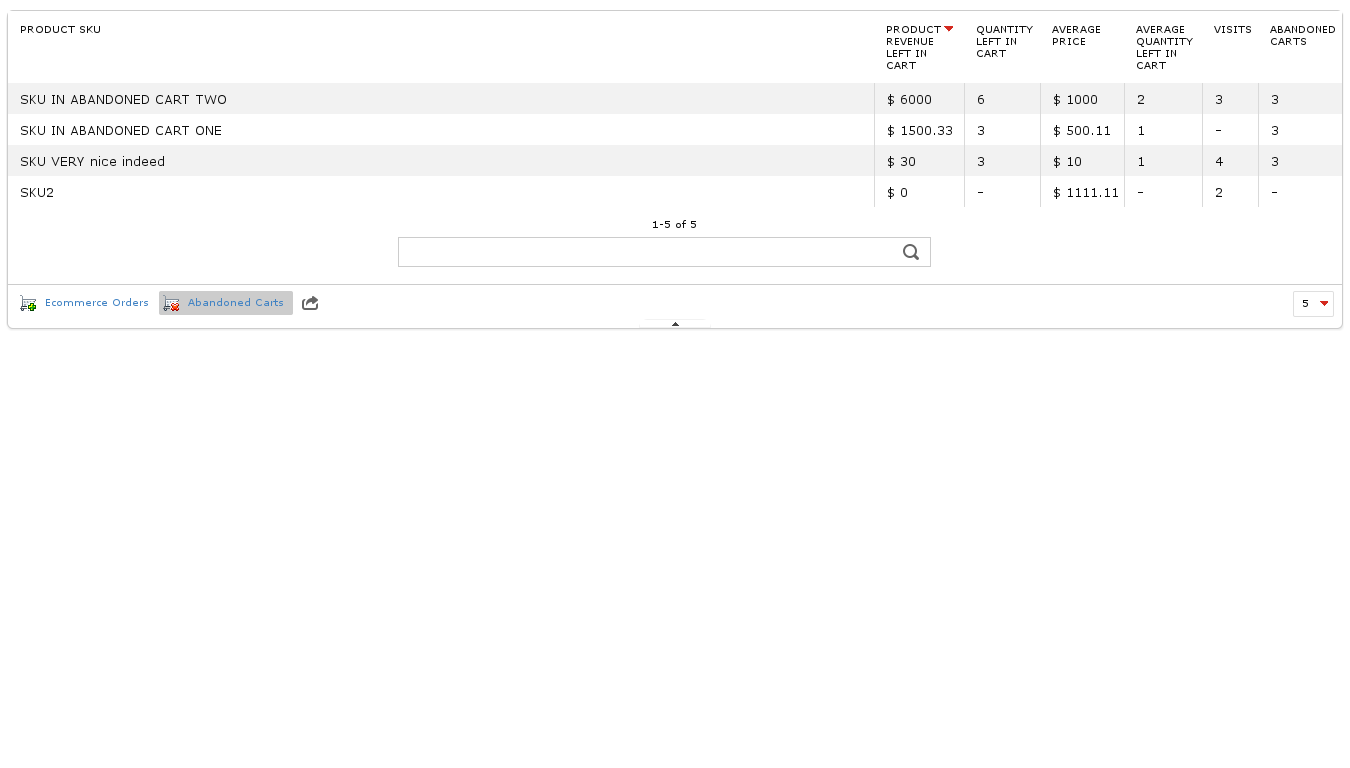 PRODUCT SKU
PRODUCT REVENUE LEFT IN CART
QUANTITY LEFT IN CART
AVERAGE PRICE
AVERAGE QUANTITY LEFT IN CART
VISITS
ABANDONED CARTS
SKU IN ABANDONED CART TWO $ 6000 6 $ 1000 2 3 3
SKU IN ABANDONED CART ONE $ 1500.33 3 $ 500.11 1 - 3
SKU VERY nice indeed $ 30 3 $ 10 1 4 3
SKU2 $ 0 - $ 1111.11 - 2 -
1-5 of 5
Ecommerce Orders Abandoned Carts 5